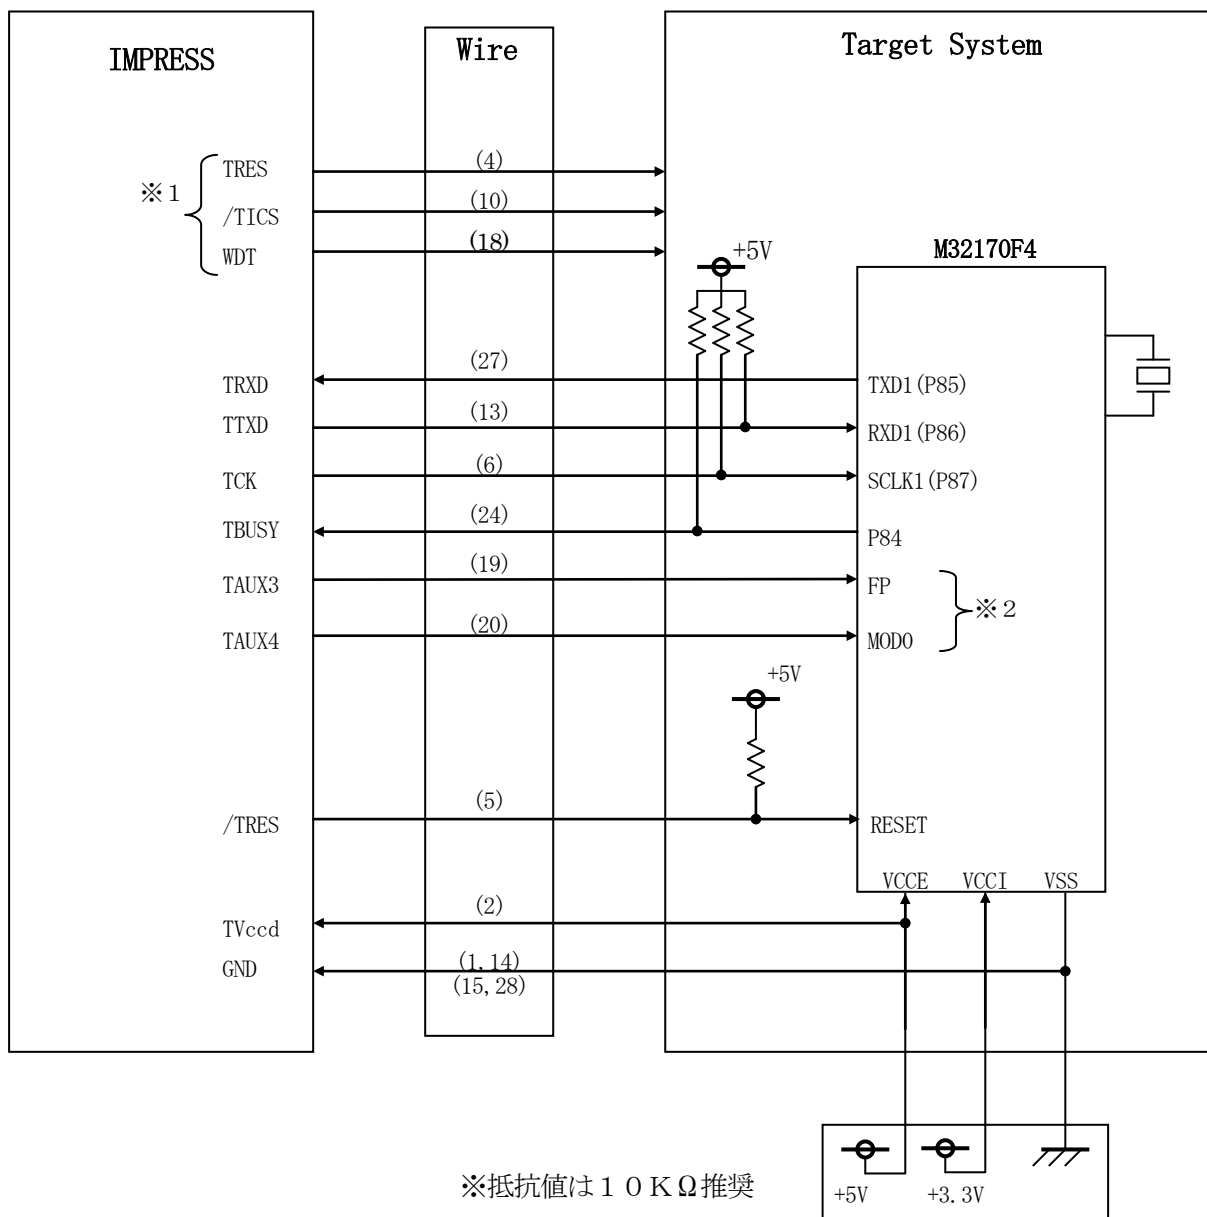 IMPRESS
Wire
Target System
※1
TRES
(4)
/TICS
(10)
WDT
(18)
+5V
M32170F4
TRXD
(27)
TXD1(P85)
TTXD
(13)
RXD1(P86)
TCK
(6)
SCLK1(P87)
TBUSY
(24)
P84
TAUX3
(19)
FP
※2
TAUX4
(20)
MOD0
+5V
/TRES
(5)
RESET
VCCE
VCCI
VSS
TVccd
(2)
GND
(1,14)
(15,28)
※抵抗値は10KΩ推奨
+5V
+3.3V